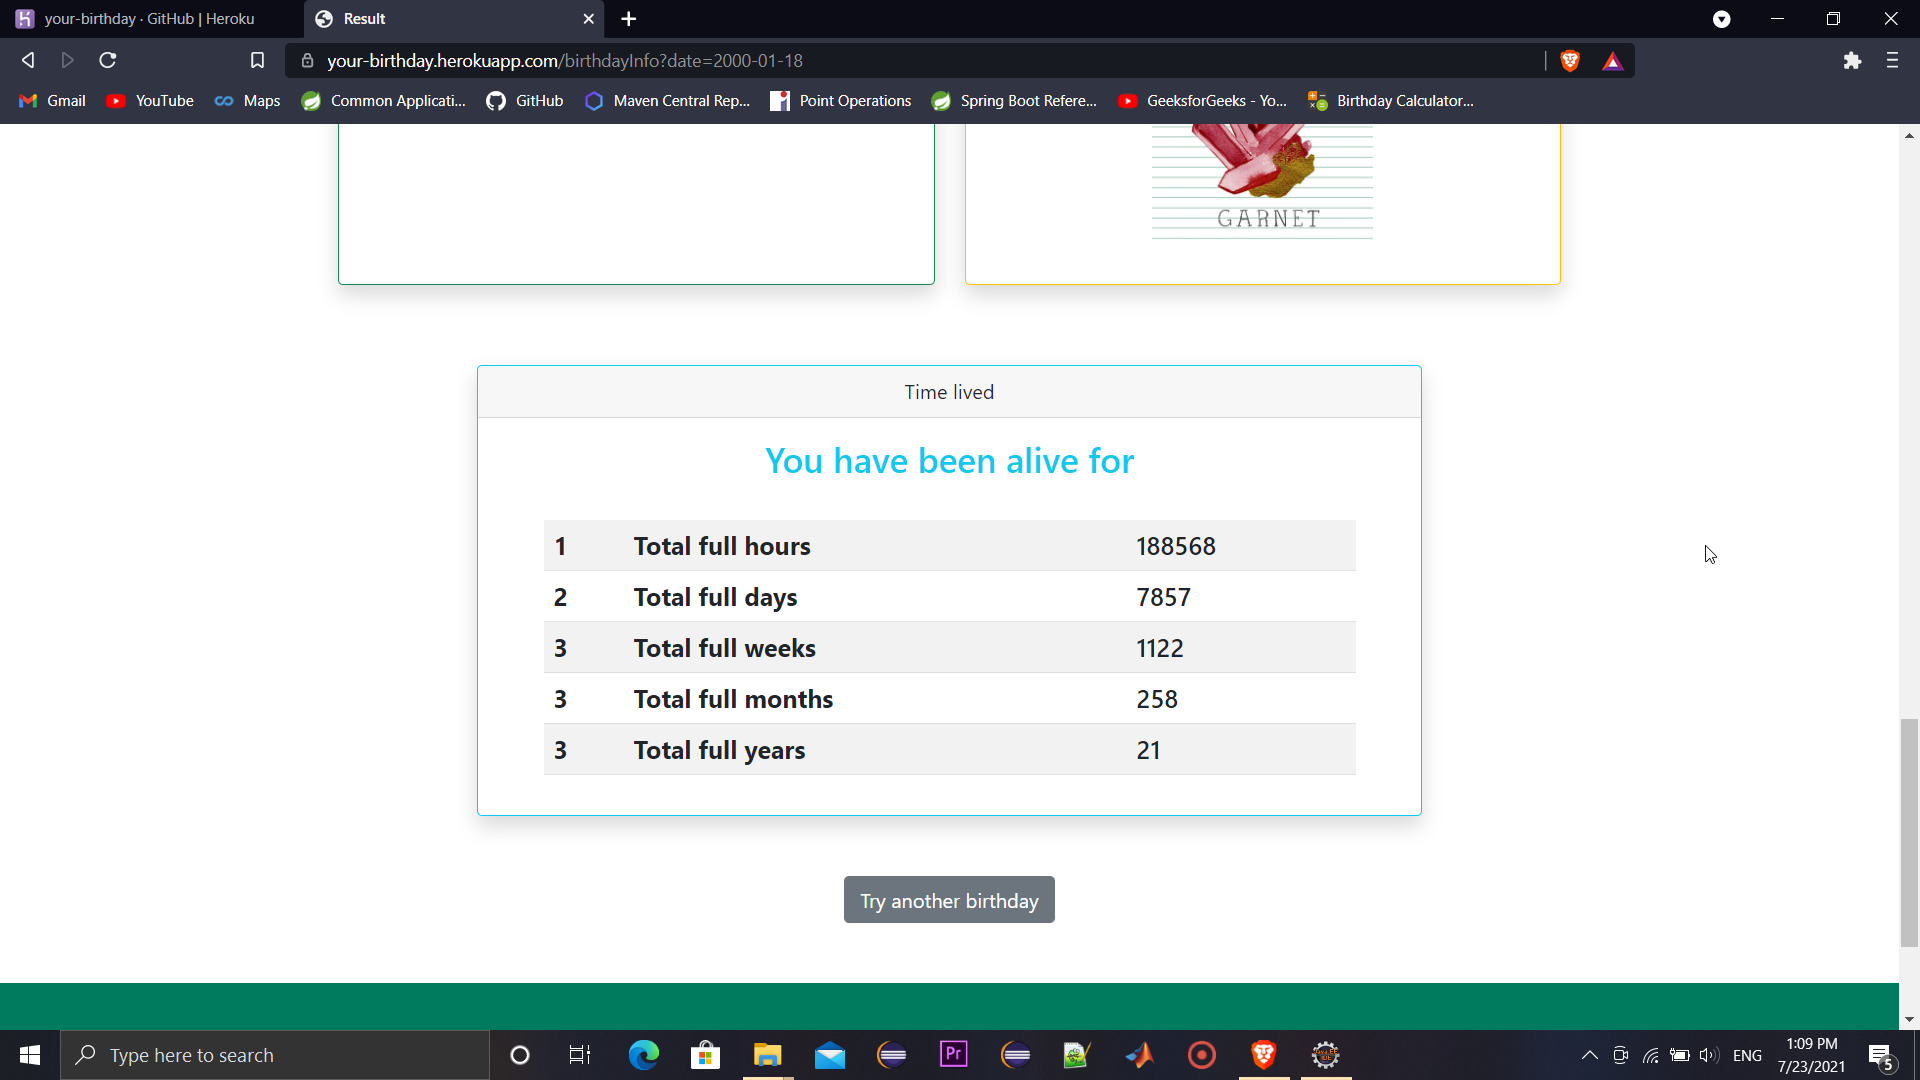 your-birthday · GitHub | Heroku
Result
your-birthday.herokuapp.com/birthdayInfo?date=2000-01-18
Gmail
YouTube
Maps
Common Applicati...
GitHub
Maven Central Rep...
Point Operations
Spring Boot Refere...
GeeksforGeeks - Yo...
Birthday Calculator...
GARNET
Time lived
You have been alive for
1 Total full hours 188568
2 Total full days 7857
3 Total full weeks 1122
3 Total full months 258
3 Total full years 21
Try another birthday
Type here to search
Pr
ENG
1:09 PM
7/23/2021
5